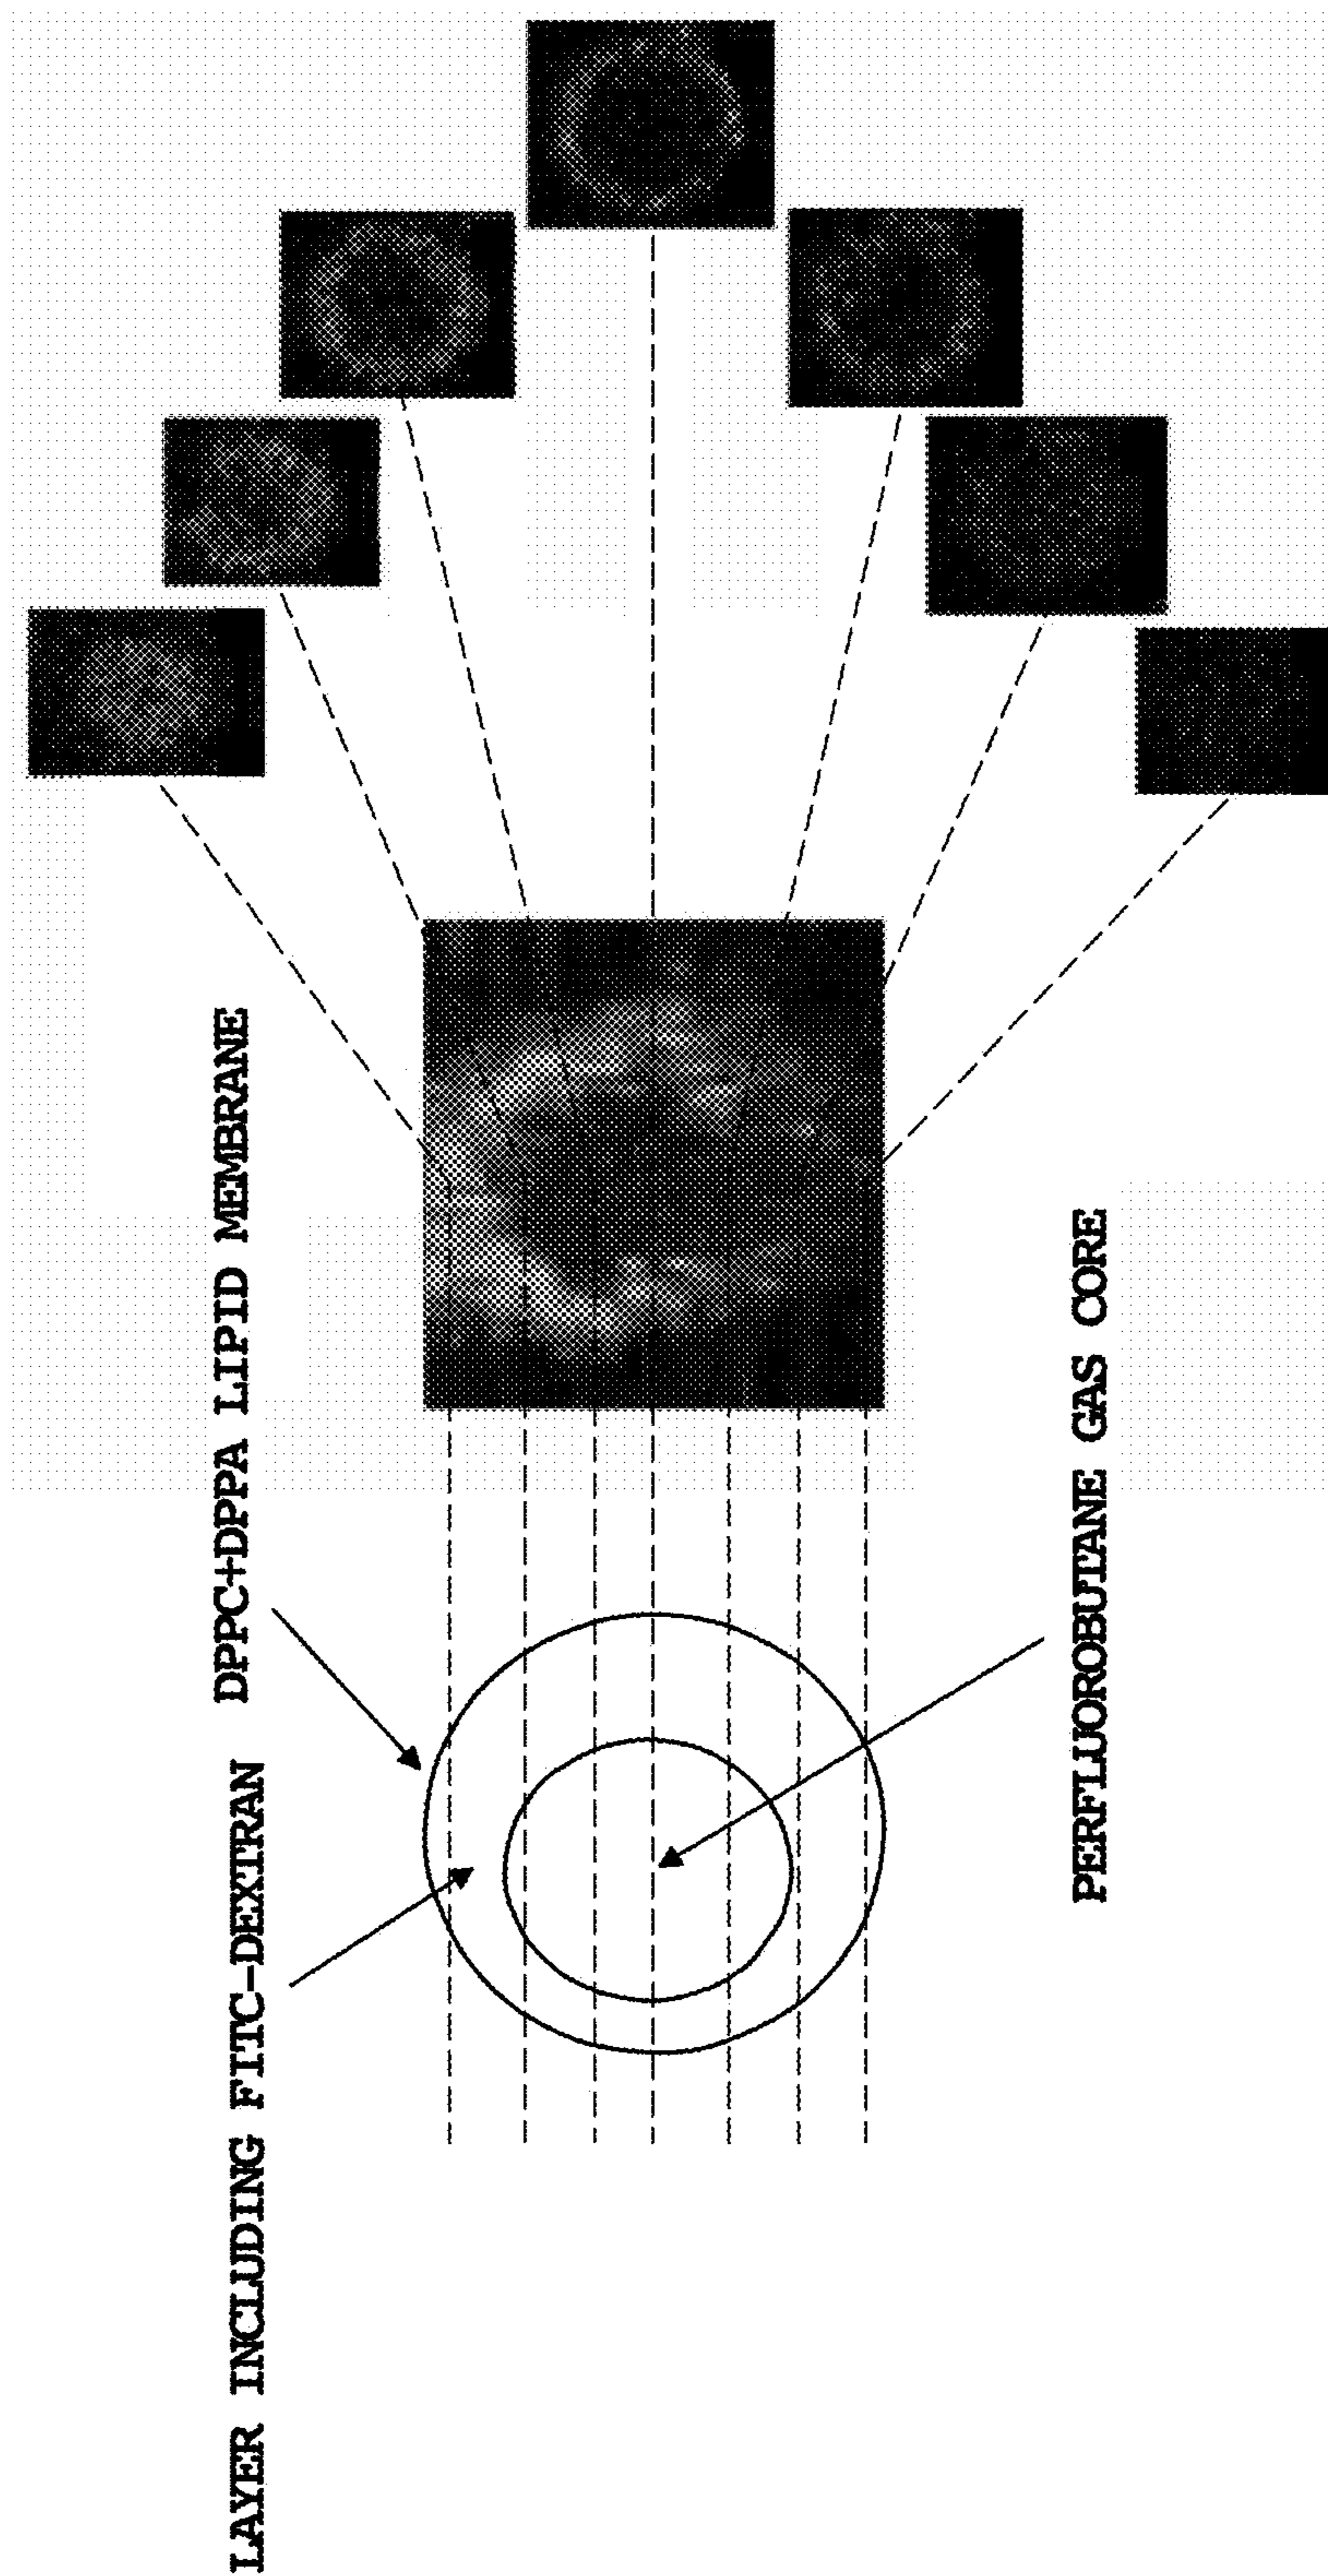 LAYER INCLUDING FITC-DEXTRAN
DPPC+DPPA LIPID MEMBRANE
PERFLUOROBUTANE GAS CORE